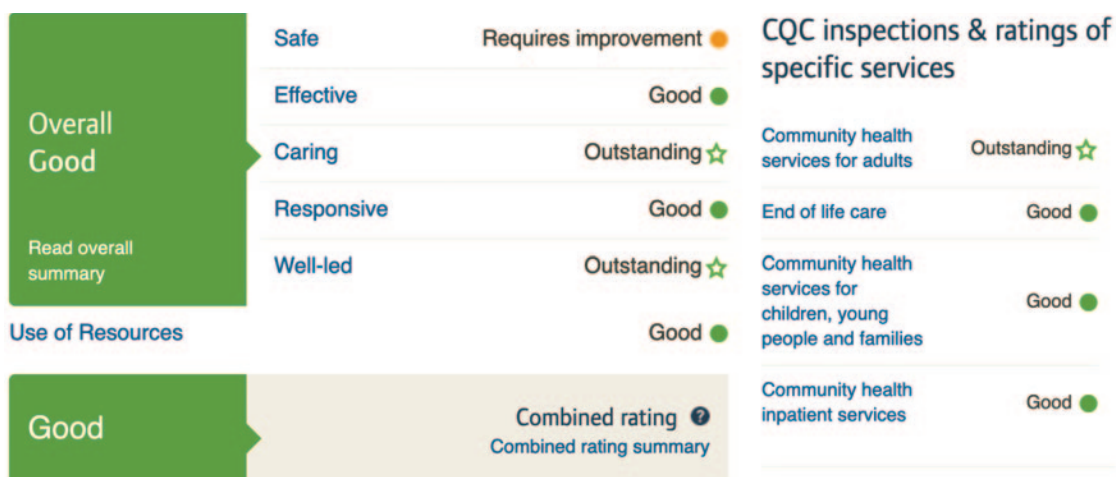 Overall
Good
Read overall
summary
Safe Requires improvement
Effective Good
Caring Outstanding
Responsive Good
Well-led Outstanding
Use of Resources Good
Good
Combined rating ?
Combined rating summary
CQC inspections & ratings of
specific services
Community health
services for adults Outstanding
End of life care Good
Community health
services for
children, young
people and families Good
Community health
inpatient services Good